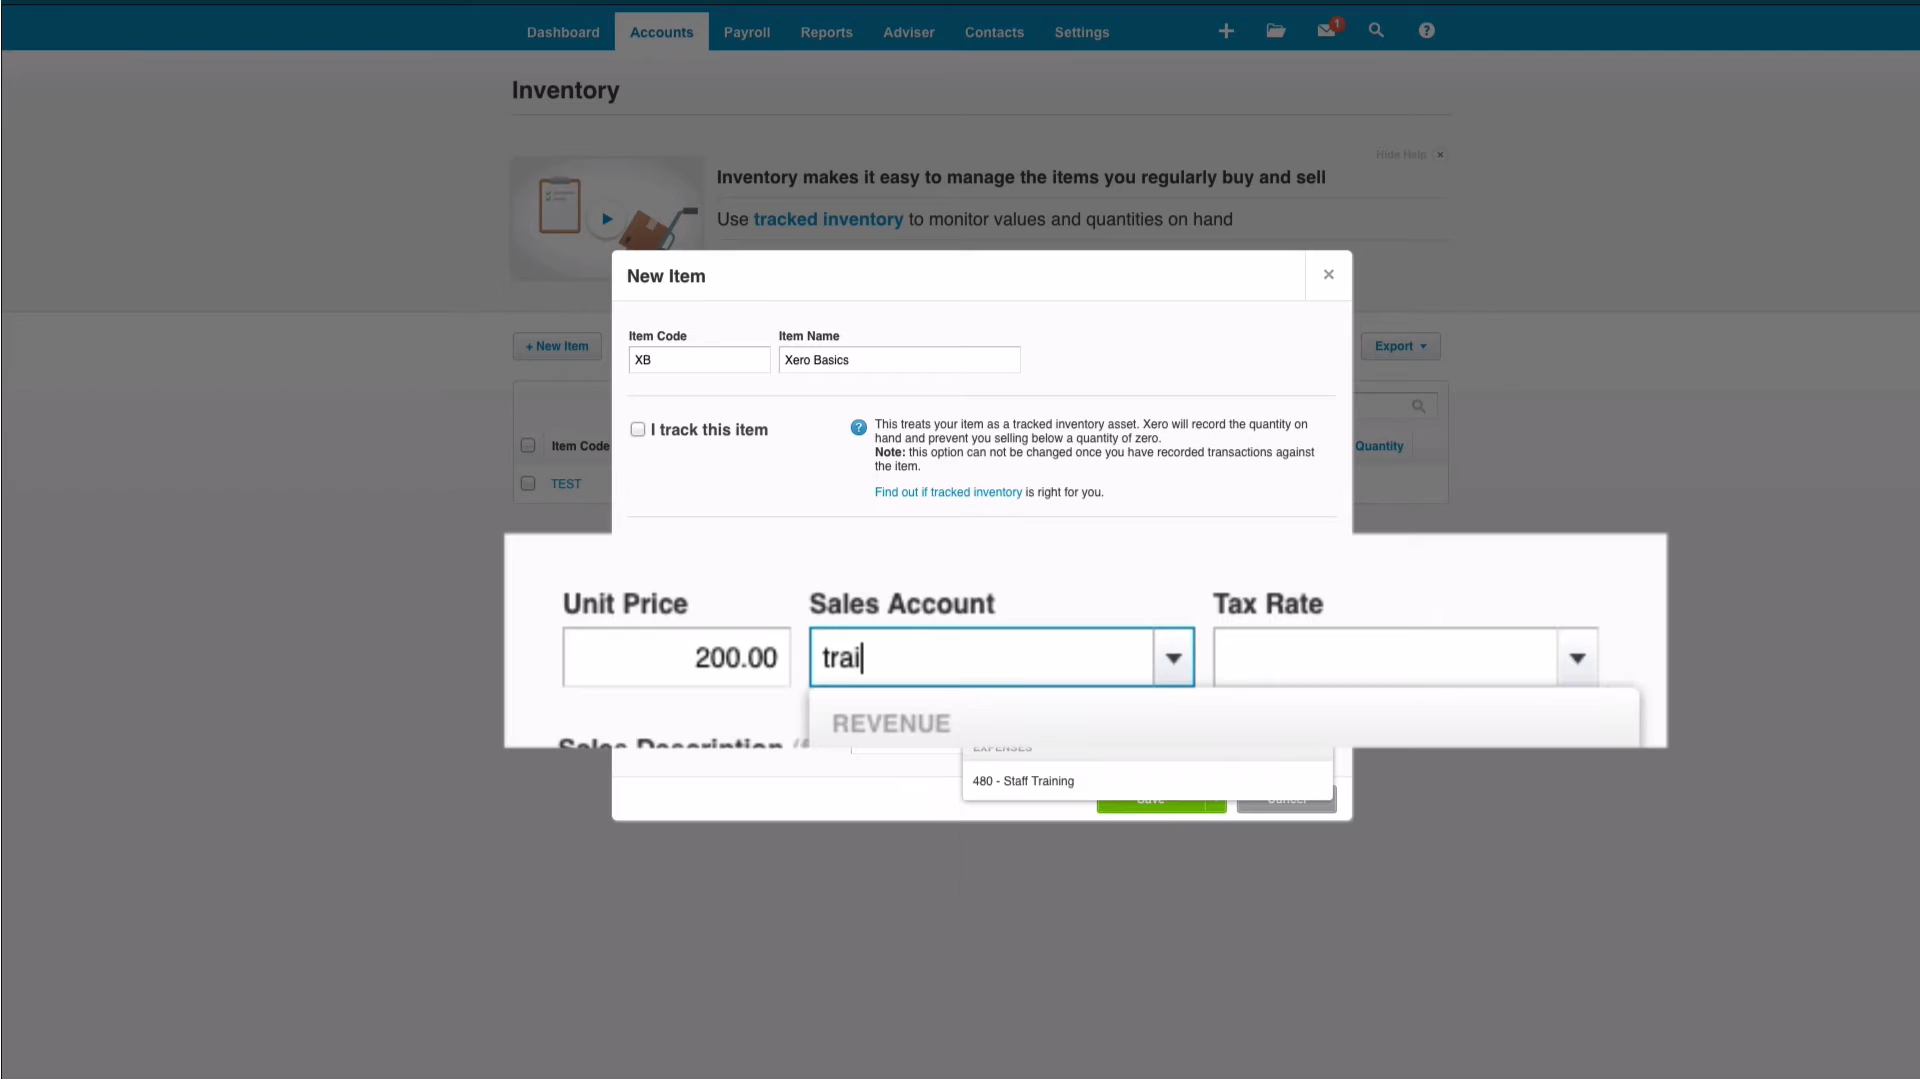 Dashboard Accounts Payroll Reports Adviser Contacts Settings 1 ?
Inventory
Hide Help
Inventory makes it easy to manage the items you regularly buy and sell
Use tracked inventory to monitor values and quantities on hand
New Item
Item Code Item Name
XB Xero Basics
+ New Item Export
I track this item
? This treats your item as a tracked inventory asset. Xero will record the quantity on
hand and prevent you selling below a quantity of zero.
Note: this option can not be changed once you have recorded transactions against
the item.
Item Code Quantity
TEST
Find out if tracked inventory is right for you.
Unit Price Sales Account Tax Rate
200.00 trai
REVENUE
Sales Description
EXPENSES
480 - Staff Training
Save Cancel